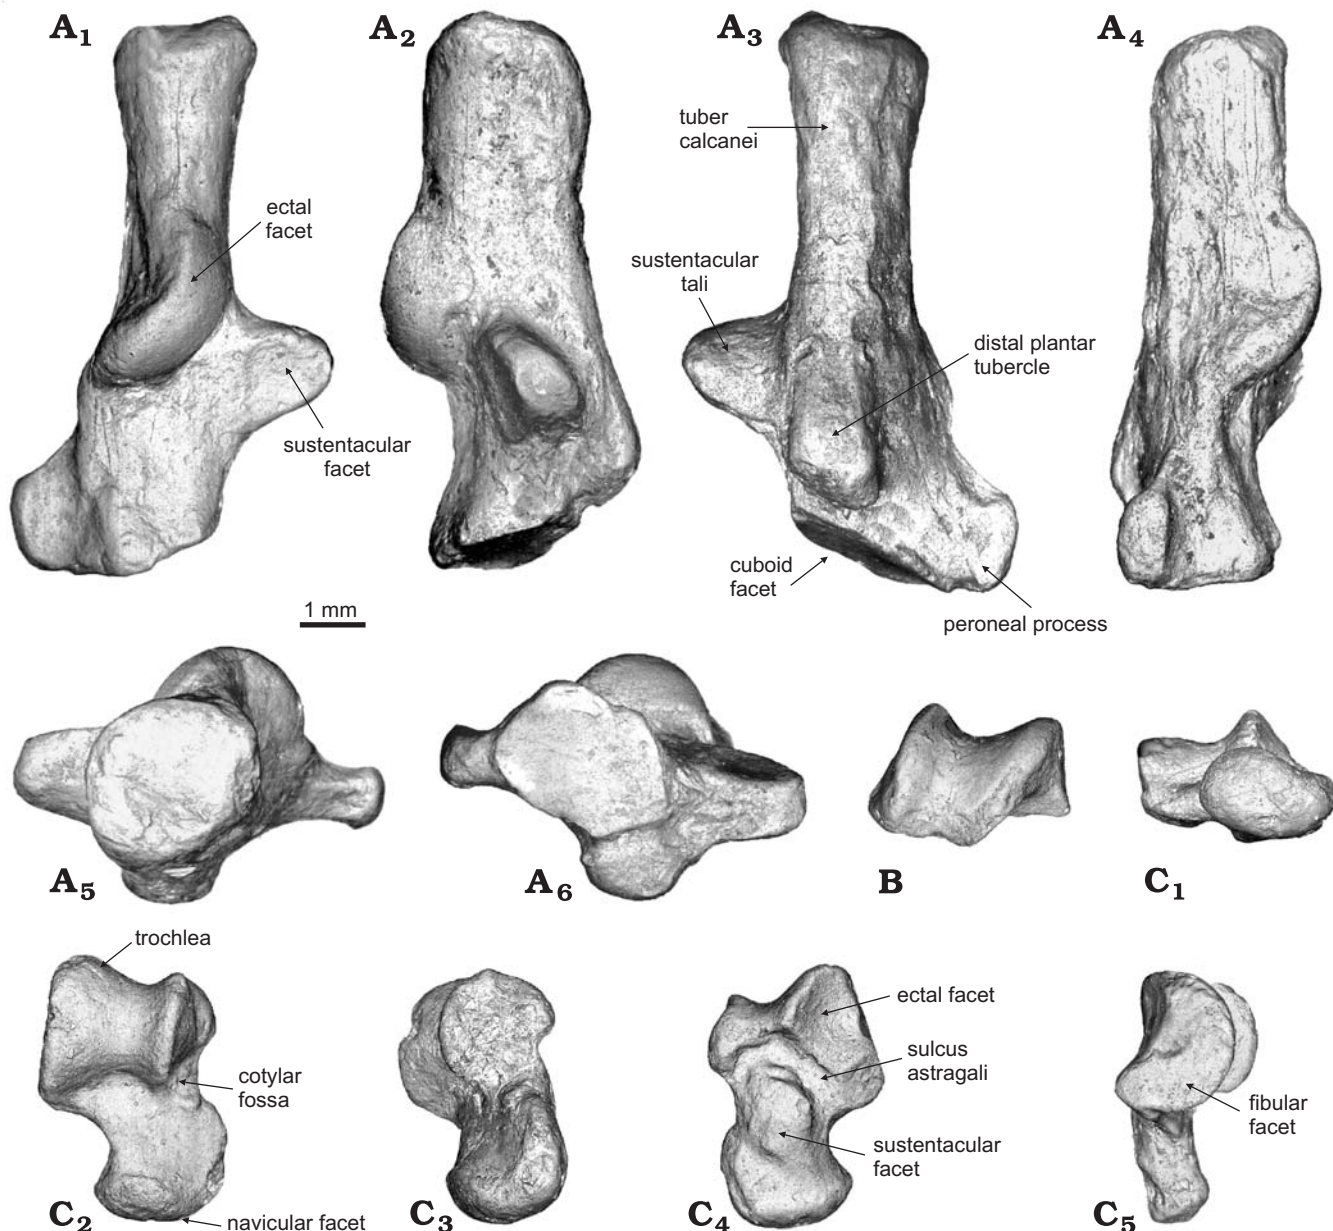 A1
A2
A3
A4
tuber
calcanei
ectal
facet
sustentacular
tali
distal plantar
tubercle
sustentacular
facet
cuboid
facet
1 mm
peroneal process
A5
A6
B
C1
trochlea
ectal facet
sulcus
astragali
cotylar
fossa
fibular
facet
sustentacular
facet
C2
navicular facet
C3
C4
C5